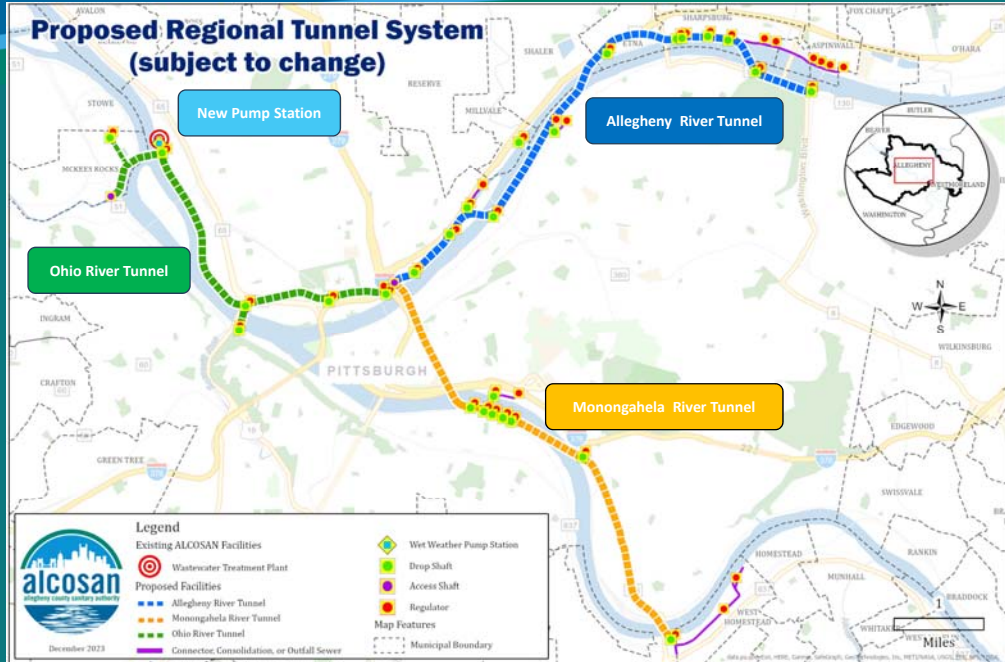 Proposed Regional Tunnel System
(subject to change)
AVALON
FOX CHAPEL
SHARPSBURG
ETNA
SHALER
ASPINWALL
O'HARA
RESERVE
STOWE
MILLVALE
New Pump Station
Allegheny River Tunnel
130
Washington Blvd
BUTLER
BEAVER
ALLEGHENY
WESTMORELAND
WASHINGTON
MCKEES ROCKS
51
Ohio River Tunnel
N
W E
S
INGRAM
WILKINSBURG
PITTSBURGH
CRAFTON
Monongahela River Tunnel
EDGEWOOD
GREEN TREE
SWISSVALE
837
HOMESTEAD
RANKIN
MUNHALL
BRADDOCK
WEST HOMESTEAD
WHITAKER
1
Miles
alcosan
allegheny county sanitary authority
December 2023
Legend
Existing ALCOSAN Facilities
Wastewater Treatment Plant
Proposed Facilities
Allegheny River Tunnel
Monongahela River Tunnel
Ohio River Tunnel
Connector, Consolidation, or Outfall Sewer
Wet Weather Pump Station
Drop Shaft
Access Shaft
Regulator
Map Features
Municipal Boundary